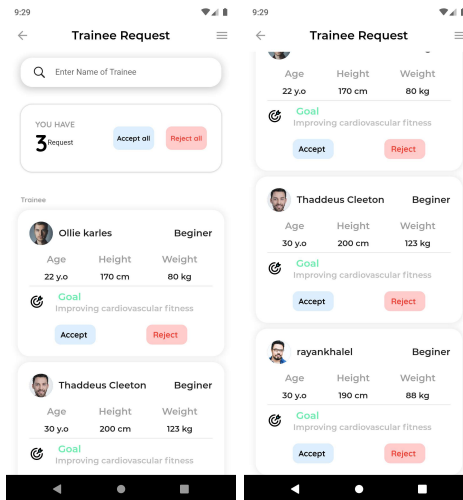 9:29
Trainee Request
Enter Name of Trainee
YOU HAVE
3 Request
Accept all
Reject all
Trainee
Ollie karles Beginer
Age Height Weight
22 y.o 170 cm 80 kg
Goal
Improving cardiovascular fitness
Accept Reject
Thaddeus Cleeton Beginer
Age Height Weight
30 y.o 200 cm 123 kg
Goal
Improving cardiovascular fitness
9:29
Trainee Request
Age Height Weight
22 y.o 170 cm 80 kg
Goal
Improving cardiovascular fitness
Accept Reject
Thaddeus Cleeton Beginer
Age Height Weight
30 y.o 200 cm 123 kg
Goal
Improving cardiovascular fitness
Accept Reject
rayankhalel Beginer
Age Height Weight
30 y.o 190 cm 88 kg
Goal
Improving cardiovascular fitness
Accept Reject